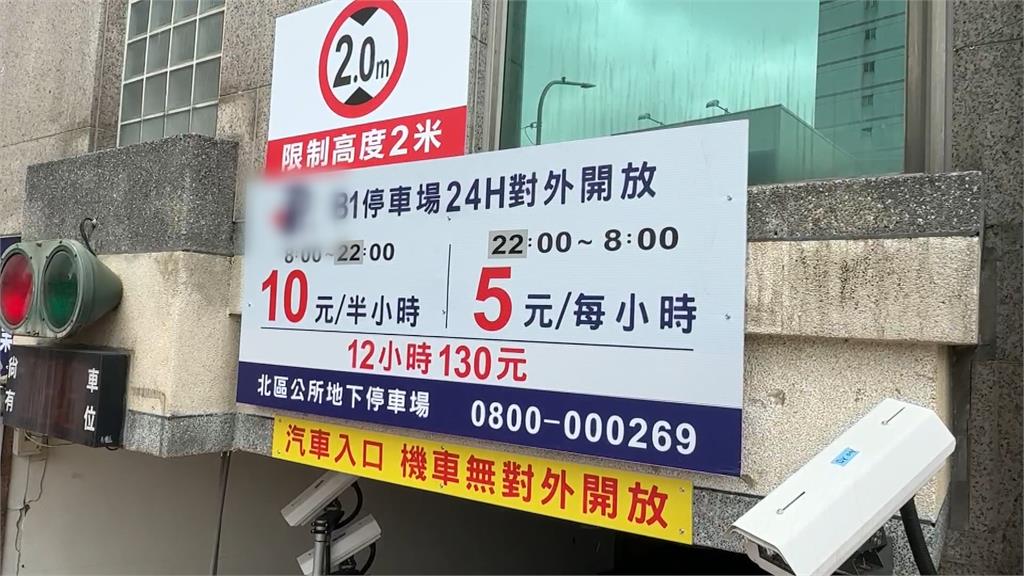 2.0m
限制高度2米
B1停車場24H對外開放
8:00~22:00
22:00~8:00
10元/半小時
5元/每小時
12小時130元
北區公所地下停車場 0800-000269
汽車入口 機車無對外開放
尚有
車位